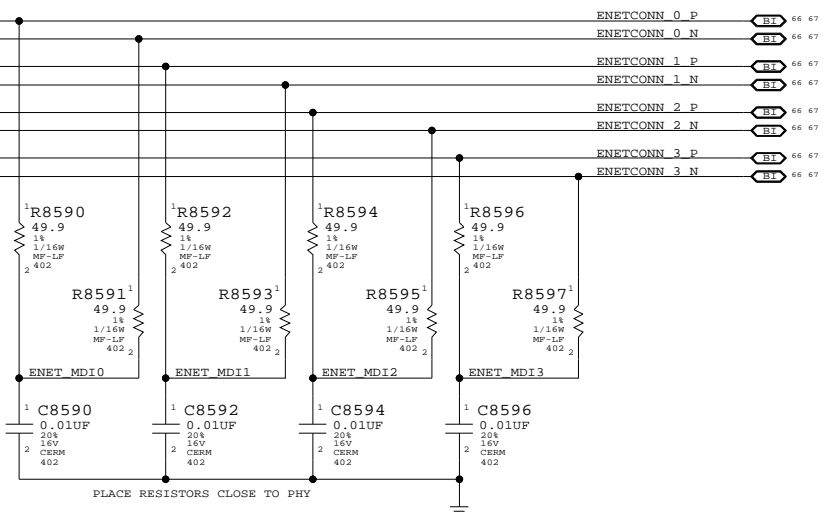 ENETCONN_0_P BI 66 67
ENETCONN_0_N BI 66 67
ENETCONN_1_P BI 66 67
ENETCONN_1_N BI 66 67
ENETCONN_2_P BI 66 67
ENETCONN_2_N BI 66 67
ENETCONN_3_P BI 66 67
ENETCONN_3_N BI 66 67
1 R8590
49.9
1%
1/16W
MF-LF
2 402
1 R8592
49.9
1%
1/16W
MF-LF
2 402
1 R8594
49.9
1%
1/16W
MF-LF
2 402
1 R8596
49.9
1%
1/16W
MF-LF
2 402
R8591 1
49.9
1%
1/16W
MF-LF
402 2
R8593 1
49.9
1%
1/16W
MF-LF
402 2
R8595 1
49.9
1%
1/16W
MF-LF
402 2
R8597 1
49.9
1%
1/16W
MF-LF
402 2
ENET_MDI0
ENET_MDI1
ENET_MDI2
ENET_MDI3
1 C8590
0.01UF
20%
16V
2 CERM
402
1 C8592
0.01UF
20%
16V
2 CERM
402
1 C8594
0.01UF
20%
16V
2 CERM
402
1 C8596
0.01UF
20%
16V
2 CERM
402
PLACE RESISTORS CLOSE TO PHY